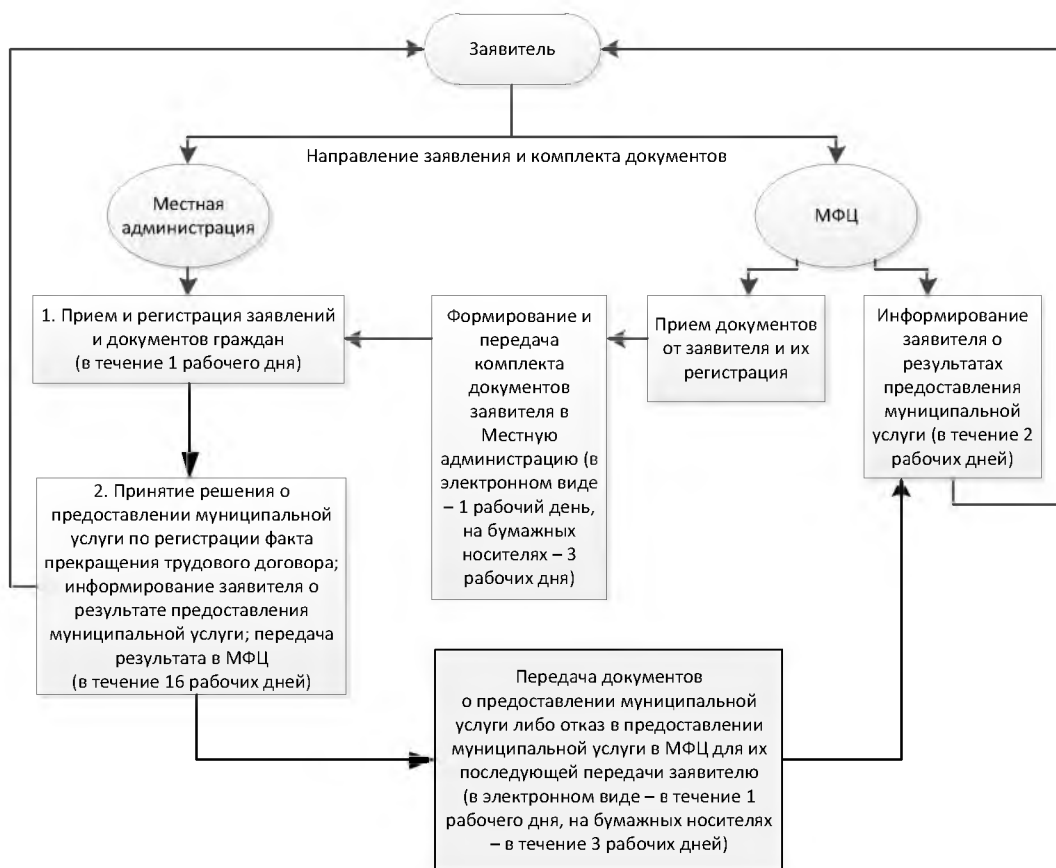 Заявитель
Направление заявления и комплекта документов
Местная
администрация
МФЦ
1. Прием и регистрация заявлений
и документов граждан
(в течение 1 рабочего дня)
Формирование и
передача
комплекта
документов
заявителя в
Местную
администрацию (в
электронном виде
– 1 рабочий день,
на бумажных
носителях – 3
рабочих дня)
Прием документов
от заявителя и их
регистрация
Информирование
заявителя о
результатах
предоставления
муниципальной
услуги (в течение 2
рабочих дней)
2. Принятие решения о
предоставлении муниципальной
услуги по регистрации факта
прекращения трудового договора;
информирование заявителя о
результате предоставления
муниципальной услуги; передача
результата в МФЦ
(в течение 16 рабочих дней)
Передача документов
о предоставлении муниципальной
услуги либо отказ в предоставлении
муниципальной услуги в МФЦ для их
последующей передачи заявителю
(в электронном виде – в течение 1
рабочего дня, на бумажных носителях
– в течение 3 рабочих дней)